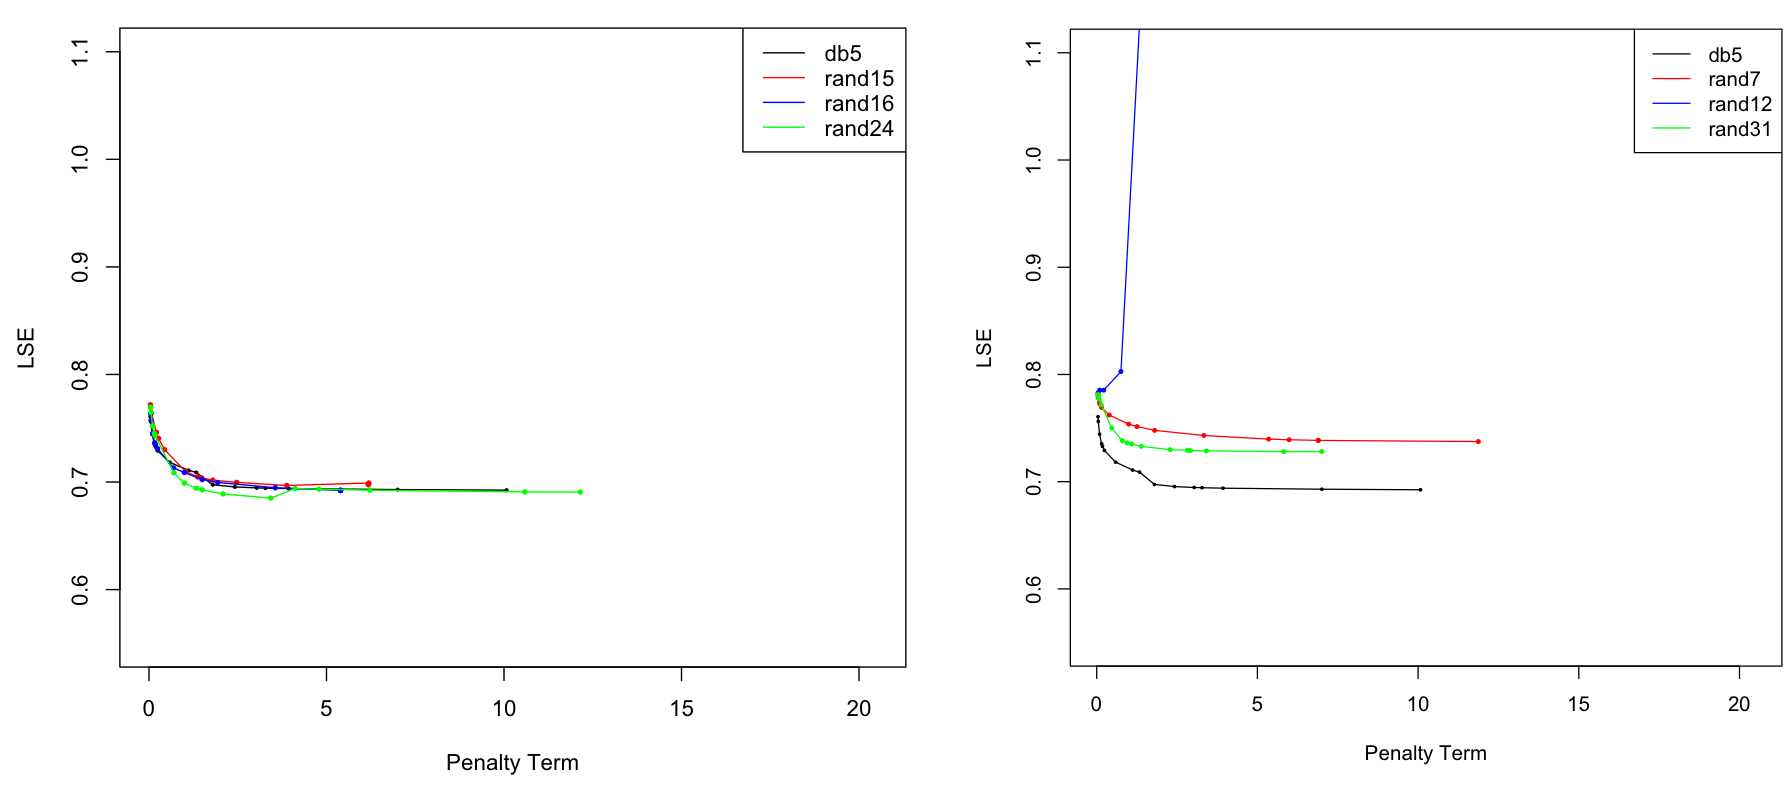 db5
rand15
rand16
rand24
1.1
1.0
0.9
0.8
0.7
0.6
LSE
0 5 10 15 20
Penalty Term
db5
rand7
rand12
rand31
1.1
1.0
0.9
0.8
0.7
0.6
LSE
0 5 10 15 20
Penalty Term